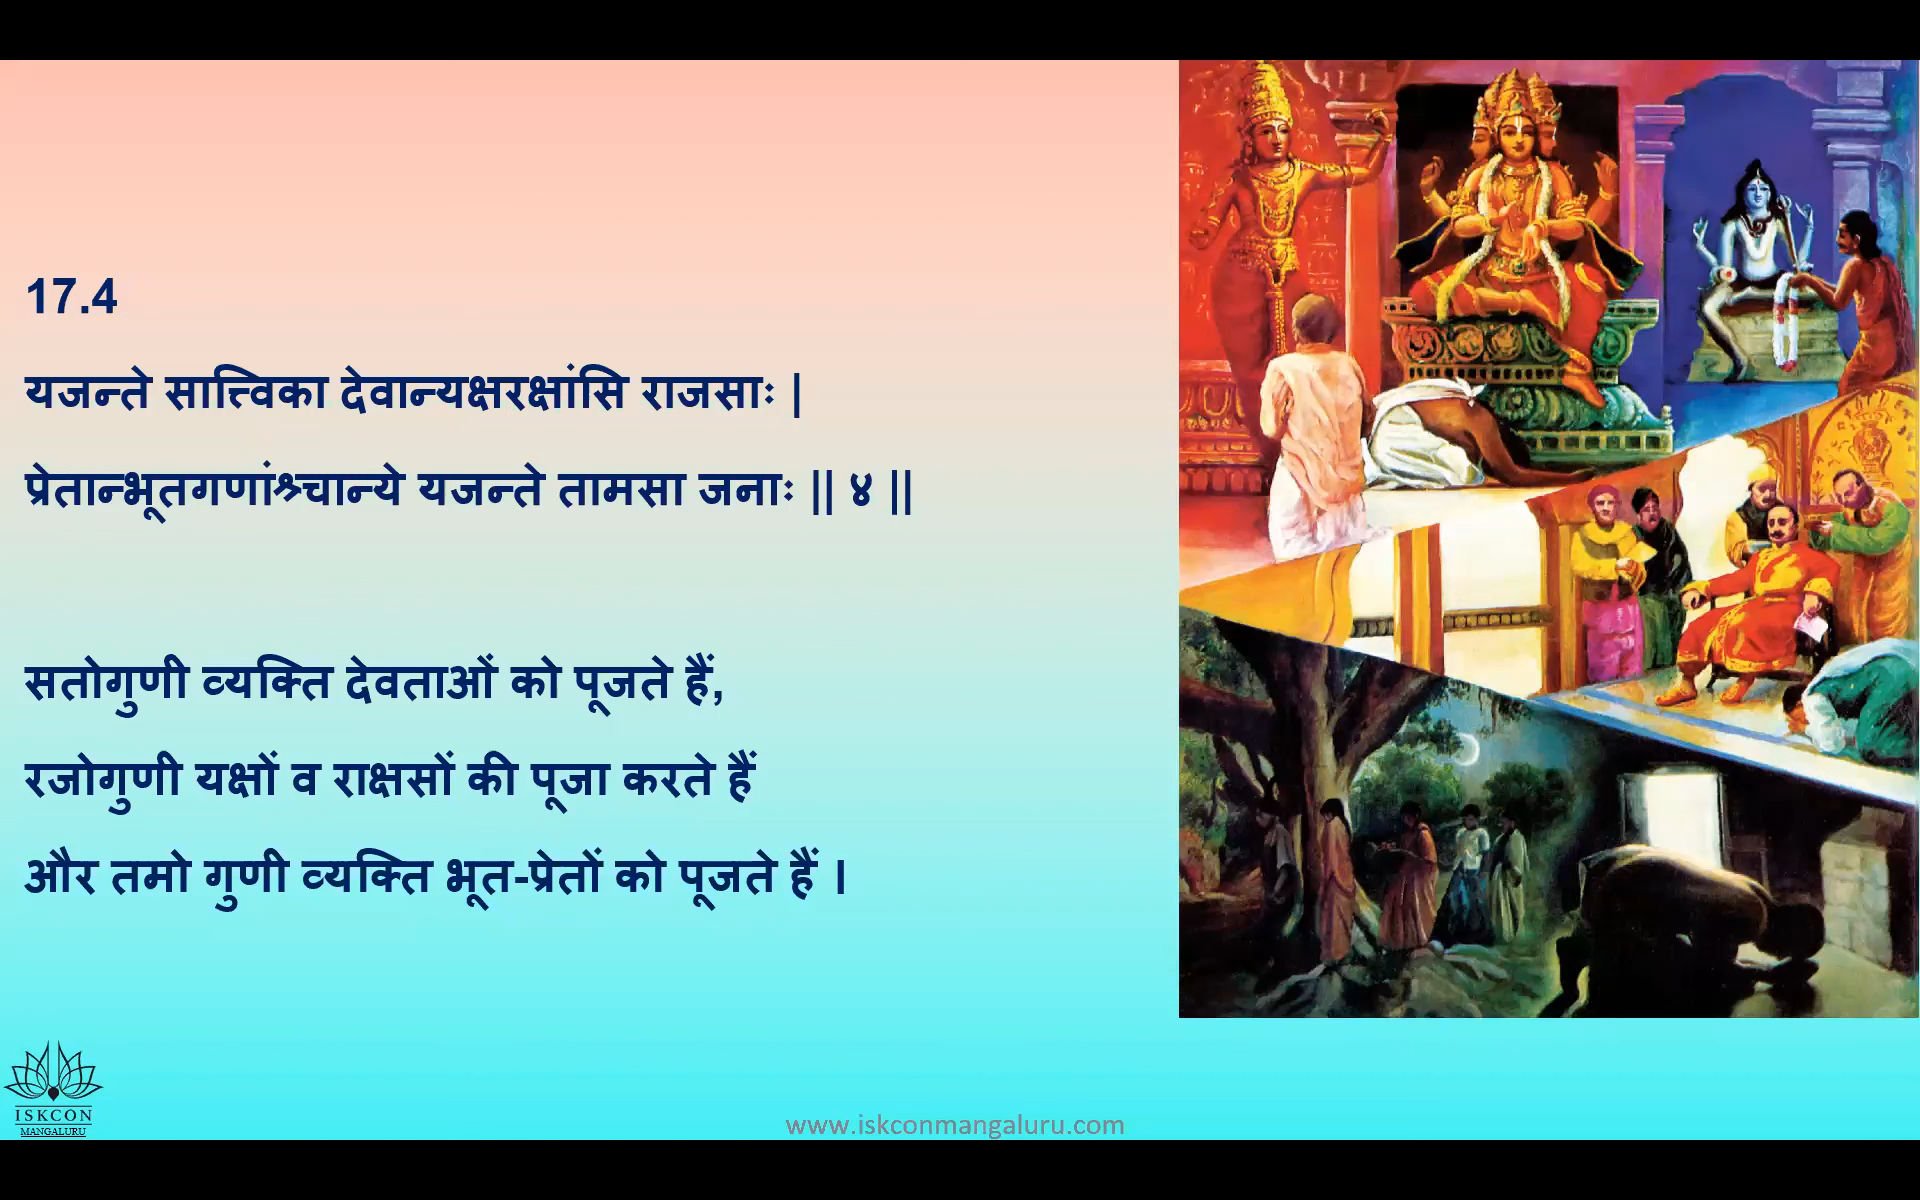 17.4
यजन्ते सात्त्विका देवान्यक्षरक्षांसि राजसाः |
प्रेतान्भूतगणांश्र्चान्ये यजन्ते तामसा जनाः || ४ ||
सतोगुणी व्यक्ति देवताओं को पूजते हैं,
रजोगुणी यक्षों व राक्षसों की पूजा करते हैं
और तमो गुणी व्यक्ति भूत-प्रेतों को पूजते हैं ।
ISKCON
MANGALURU
www.iskconmangaluru.com